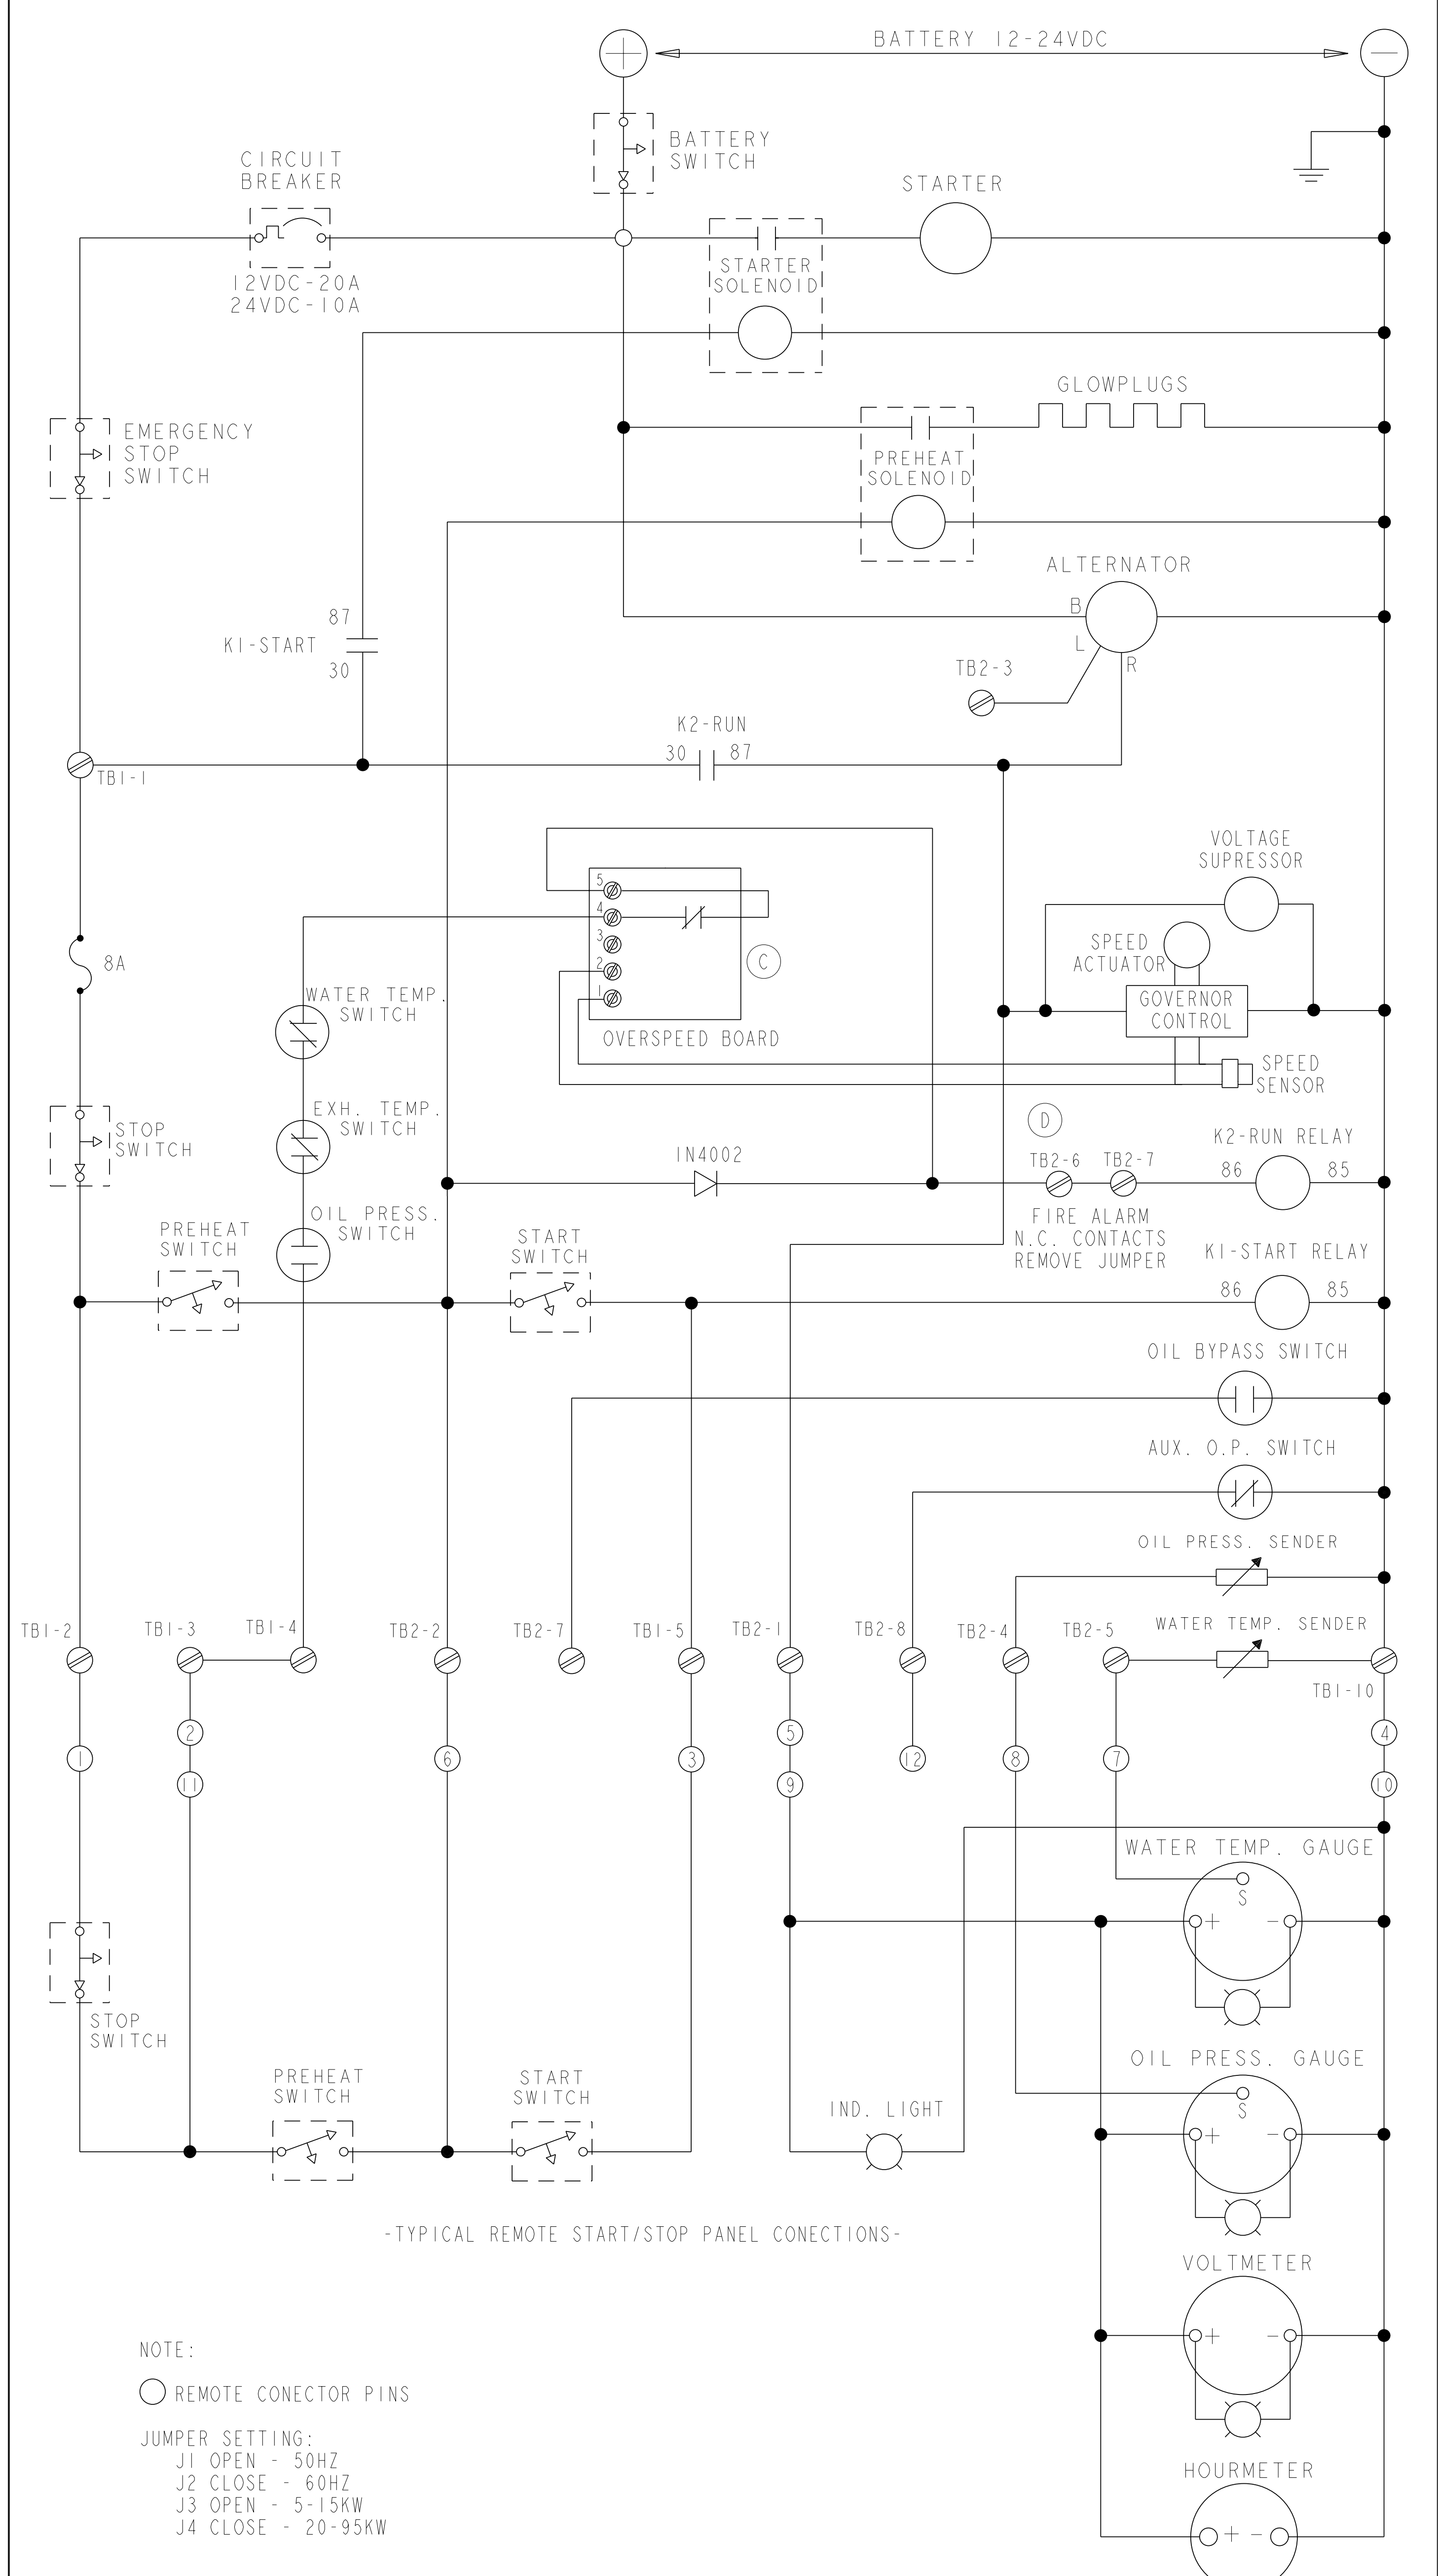 BATTERY 12-24VDC
BATTERY
SWITCH
CIRCUIT
BREAKER
12VDC-20A
24VDC-10A
STARTER
STARTER
SOLENOID
GLOWPLUGS
EMERGENCY
STOP
SWITCH
PREHEAT
SOLENOID
ALTERNATOR
B
L
R
87
K1-START
30
TB2-3
K2-RUN
30 87
TB1-1
VOLTAGE
SUPRESSOR
5
4
3
2
1
C
SPEED
ACTUATOR
GOVERNOR
CONTROL
8A
WATER TEMP.
SWITCH
OVERSPEED BOARD
SPEED
SENSOR
EXH. TEMP.
SWITCH
STOP
SWITCH
D
1N4002
TB2-6 TB2-7
K2-RUN RELAY
86 85
FIRE ALARM
N.C. CONTACTS
REMOVE JUMPER
OIL PRESS.
SWITCH
PREHEAT
SWITCH
START
SWITCH
K1-START RELAY
86 85
OIL BYPASS SWITCH
AUX. O.P. SWITCH
OIL PRESS. SENDER
WATER TEMP. SENDER
TB1-2 TB1-3 TB1-4 TB2-2 TB2-7 TB1-5 TB2-1 TB2-8 TB2-4 TB2-5
TB1-10
2 5 4
1 6 3 12 8 7
11 9 10
WATER TEMP. GAUGE
S
+ -
STOP
SWITCH
OIL PRESS. GAUGE
S
+ -
PREHEAT
SWITCH
START
SWITCH
IND. LIGHT
-TYPICAL REMOTE START/STOP PANEL CONECTIONS-
VOLTMETER
+ -
NOTE:
REMOTE CONECTOR PINS
JUMPER SETTING:
J1 OPEN - 50HZ
J2 CLOSE - 60HZ
J3 OPEN - 5-15KW
J4 CLOSE - 20-95KW
HOURMETER
+ -